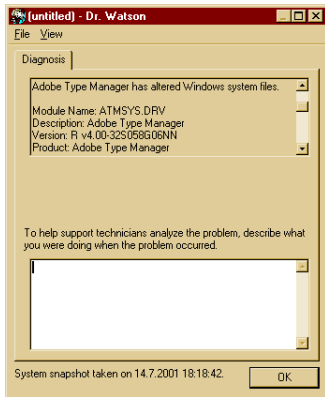 (untitled) - Dr. Watson
File View
Diagnosis
Adobe Type Manager has altered Windows system files.
Module Name: ATMSYS.DRV
Description: Adobe Type Manager
Version: R v4.00-32S058G06NN
Product: Adobe Type Manager
To help support technicians analyze the problem, describe what
you were doing when the problem occurred.
System snapshot taken on 14.7.2001 18:18:42.
OK